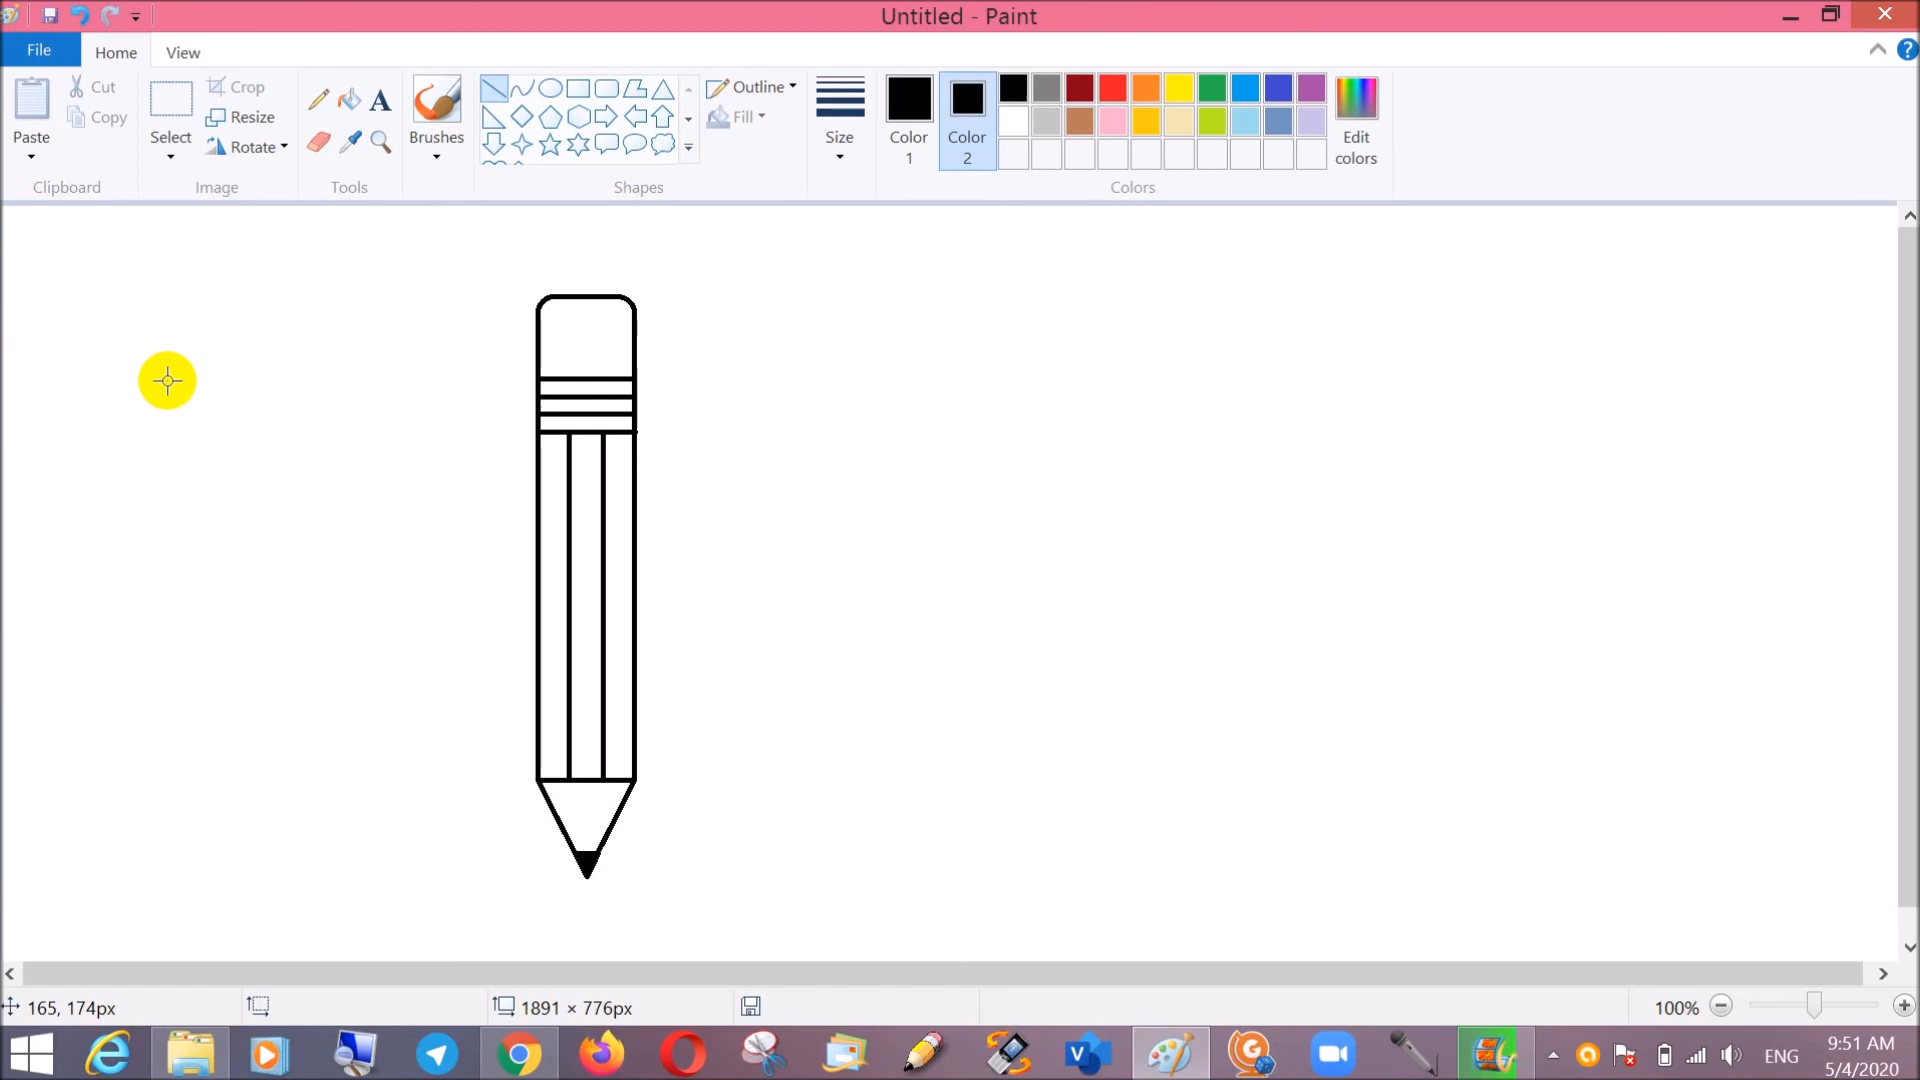 Untitled - Paint
File Home View
Paste
Cut
Copy
Clipboard
Select
Crop
Resize
Rotate
Image
A
Tools
Brushes
Shapes
Outline
Fill
Size
Color 1
Color 2
Colors
Edit colors
165, 174px
1891 × 776px
100%
ENG
9:51 AM
5/4/2020